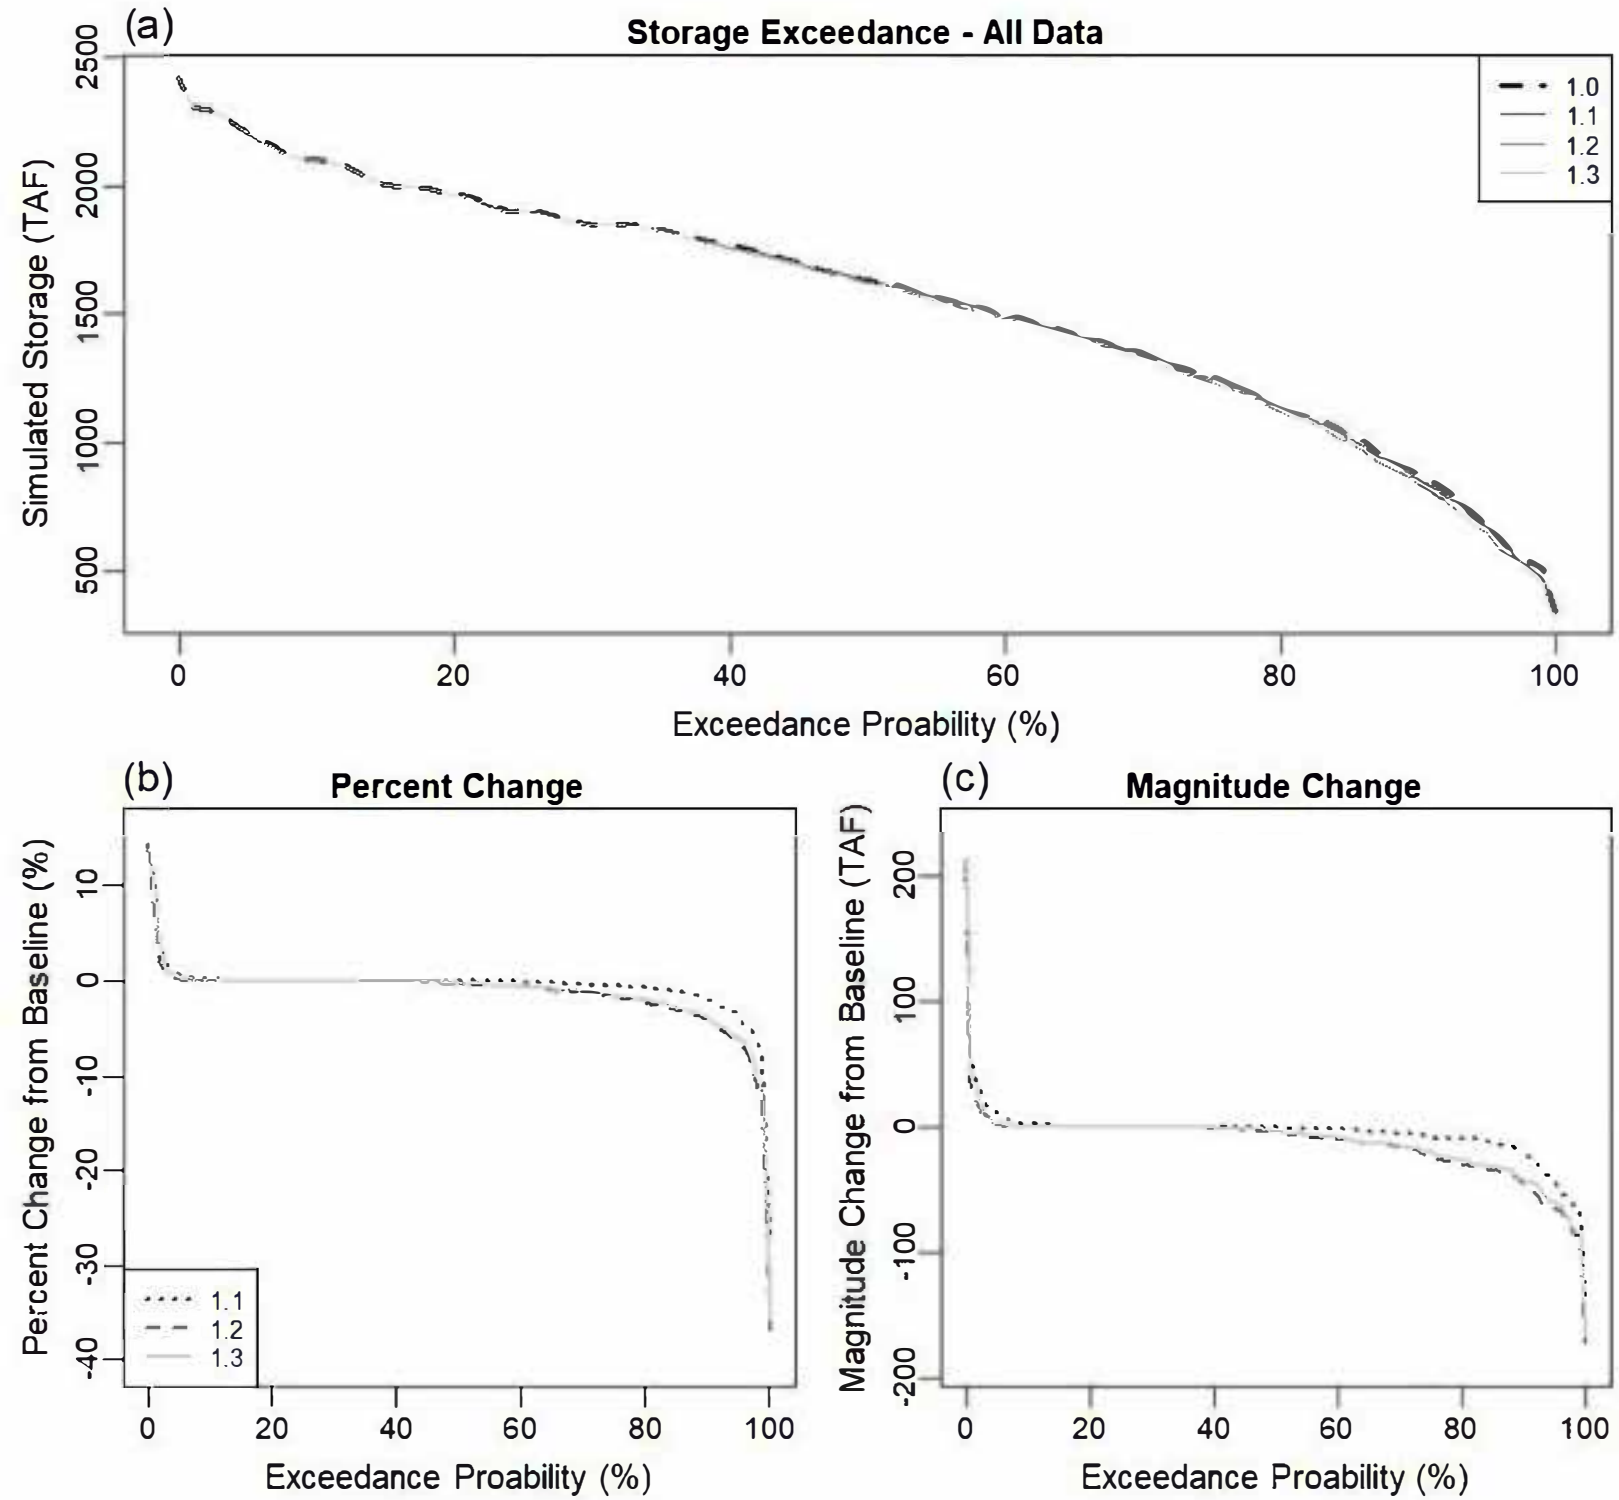 (a)
Storage Exceedance - All Data
Simulated Storage (TAF)
2500
2000
1500
1000
500
1.0
1.1
1.2
1.3
0 20 40 60 80 100
Exceedance Proability (%)
(b)
Percent Change
Percent Change from Baseline (%)
10
0
-10
-20
-30
-40
1.1
1.2
1.3
0 20 40 60 80 100
Exceedance Proability (%)
(c)
Magnitude Change
Magnitude Change from Baseline (TAF)
200
100
0
-100
-200
0 20 40 60 80 100
Exceedance Proability (%)